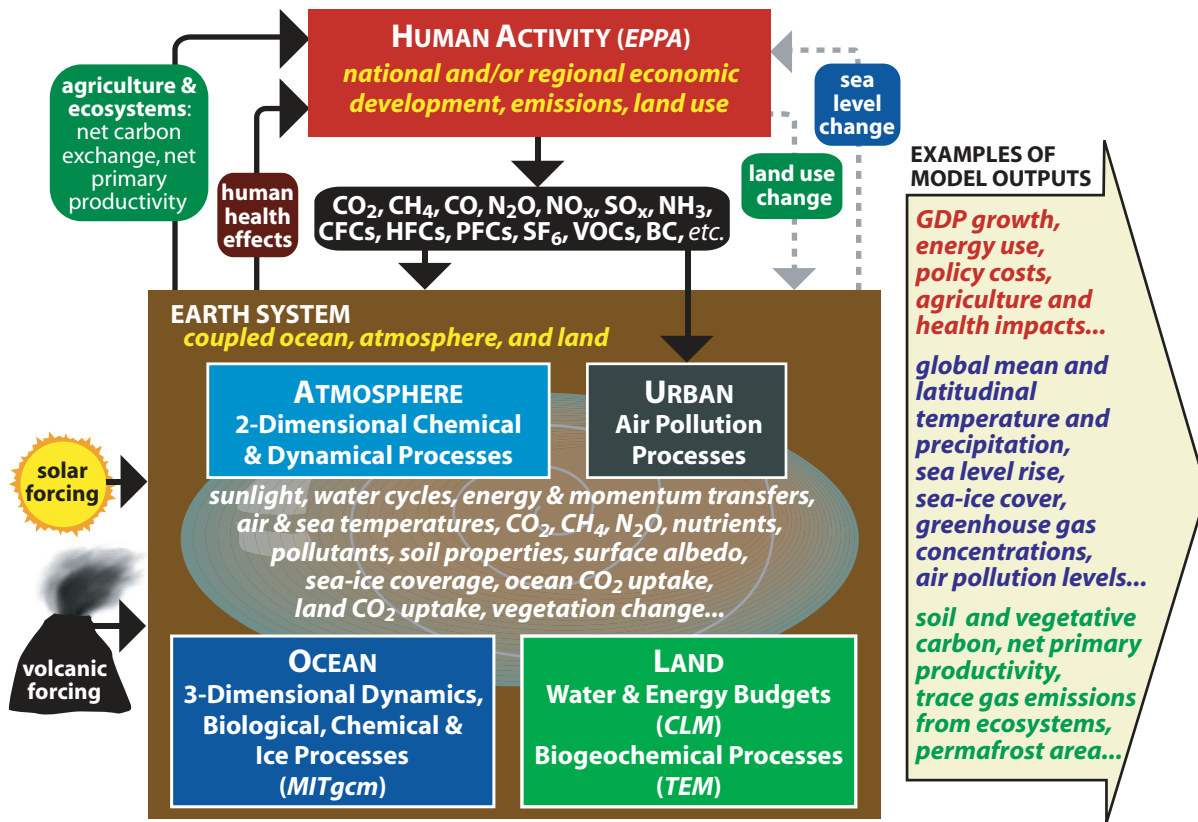 HUMAN ACTIVITY (EPPA)
national and/or regional economic
development, emissions, land use
agriculture &
ecosystems:
net carbon
exchange, net
primary
productivity
human
health
effects
sea
level
change
land use
change
CO₂, CH₄, CO, N₂O, NOₓ, SOₓ, NH₃,
CFCs, HFCs, PFCs, SF₆, VOCs, BC, etc.
EARTH SYSTEM
coupled ocean, atmosphere, and land
ATMOSPHERE
2-Dimensional Chemical
& Dynamical Processes
URBAN
Air Pollution
Processes
solar
forcing
volcanic
forcing
sunlight, water cycles, energy & momentum transfers,
air & sea temperatures, CO₂, CH₄, N₂O, nutrients,
pollutants, soil properties, surface albedo,
sea-ice coverage, ocean CO₂ uptake,
land CO₂ uptake, vegetation change...
OCEAN
3-Dimensional Dynamics,
Biological, Chemical &
Ice Processes
(MITgcm)
LAND
Water & Energy Budgets
(CLM)
Biogeochemical Processes
(TEM)
EXAMPLES OF
MODEL OUTPUTS
GDP growth,
energy use,
policy costs,
agriculture and
health impacts...
global mean and
latitudinal
temperature and
precipitation,
sea level rise,
sea-ice cover,
greenhouse gas
concentrations,
air pollution levels...
soil and vegetative
carbon, net primary
productivity,
trace gas emissions
from ecosystems,
permafrost area...